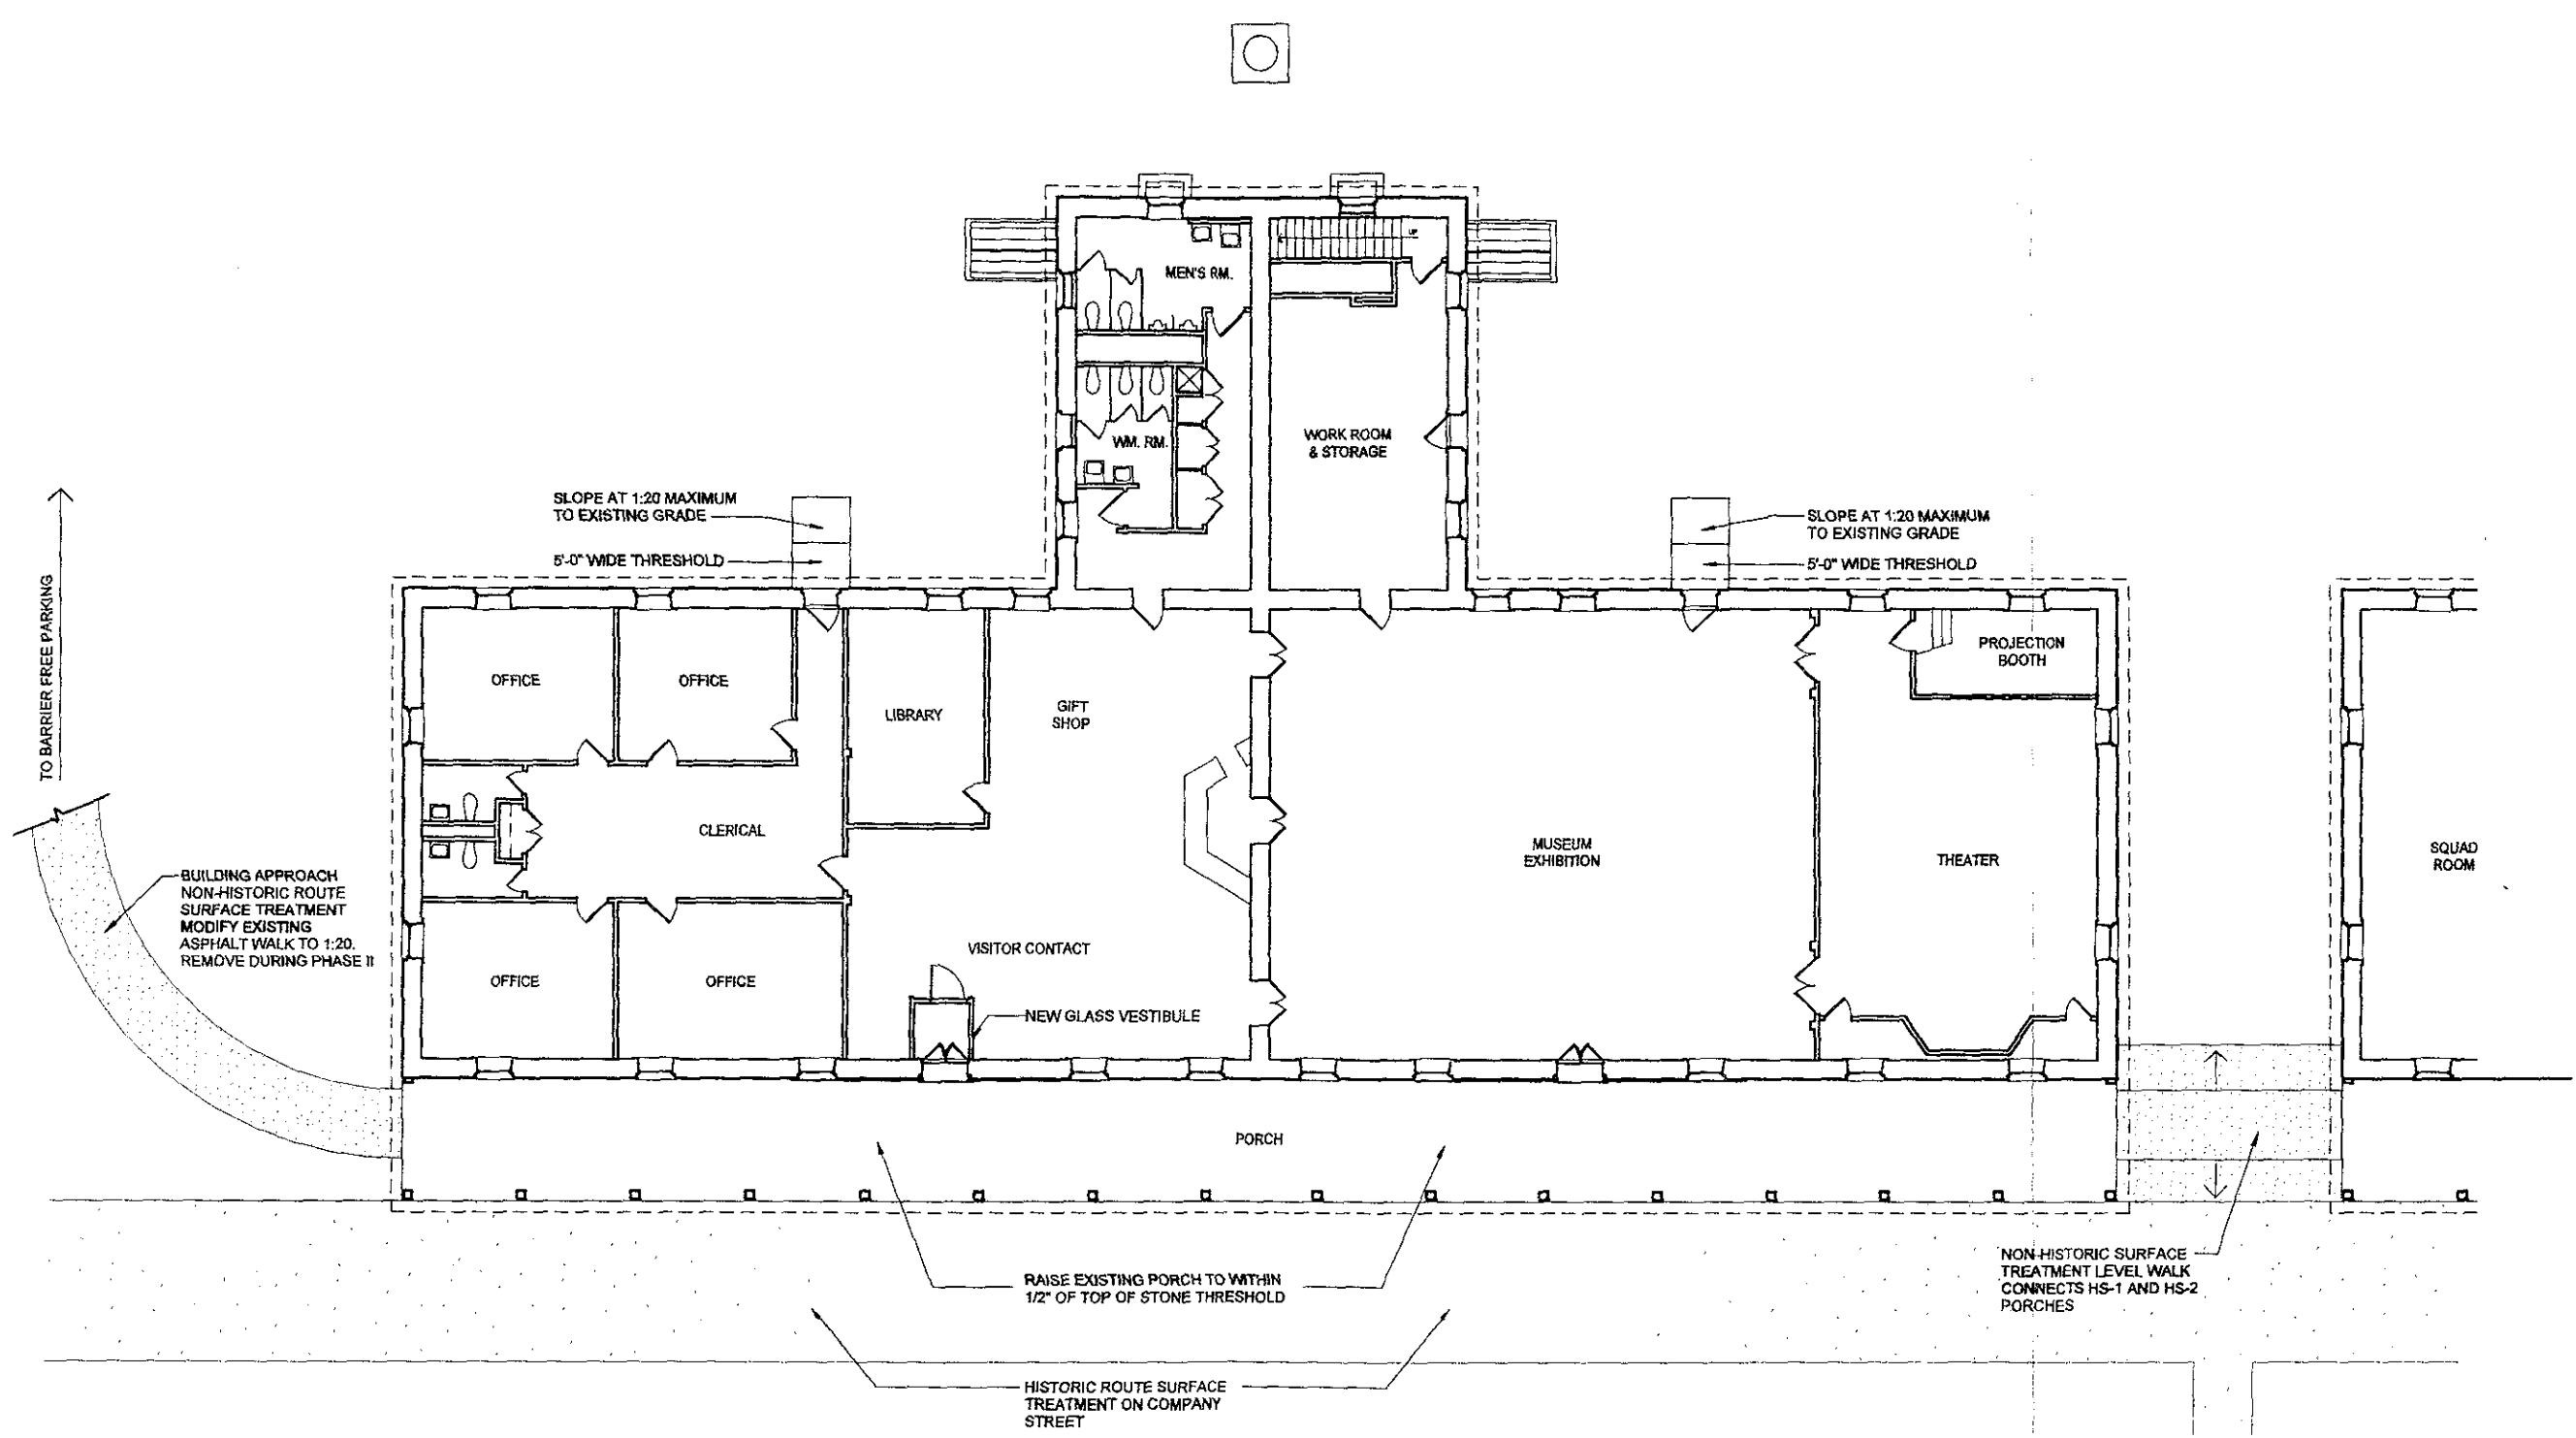 UP
MEN'S RM.
WM. RM.
WORK ROOM
& STORAGE
SLOPE AT 1:20 MAXIMUM
TO EXISTING GRADE
5'-0" WIDE THRESHOLD
SLOPE AT 1:20 MAXIMUM
TO EXISTING GRADE
5'-0" WIDE THRESHOLD
TO BARRIER FREE PARKING
OFFICE
OFFICE
LIBRARY
GIFT
SHOP
PROJECTION
BOOTH
CLERICAL
MUSEUM
EXHIBITION
THEATER
SQUAD
ROOM
BUILDING APPROACH
NON-HISTORIC ROUTE
SURFACE TREATMENT
MODIFY EXISTING
ASPHALT WALK TO 1:20.
REMOVE DURING PHASE II
OFFICE
OFFICE
VISITOR CONTACT
NEW GLASS VESTIBULE
PORCH
RAISE EXISTING PORCH TO WITHIN
1/2" OF TOP OF STONE THRESHOLD
NON-HISTORIC SURFACE
TREATMENT LEVEL WALK
CONNECTS HS-1 AND HS-2
PORCHES
HISTORIC ROUTE SURFACE
TREATMENT ON COMPANY
STREET